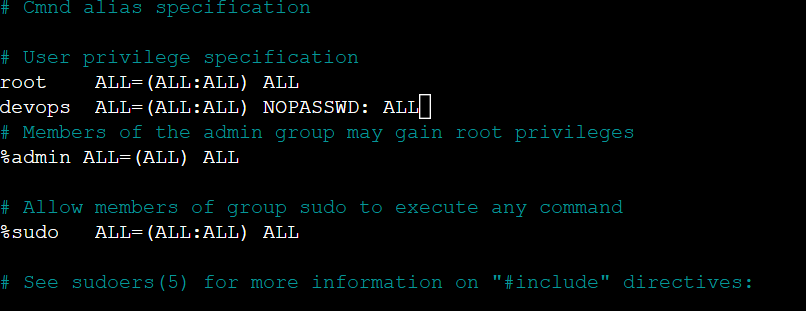 # Cmnd alias specification
# User privilege specification
root    ALL=(ALL:ALL) ALL
devops  ALL=(ALL:ALL) NOPASSWD: ALL
# Members of the admin group may gain root privileges
%admin ALL=(ALL) ALL
# Allow members of group sudo to execute any command
%sudo   ALL=(ALL:ALL) ALL
# See sudoers(5) for more information on "#include" directives: